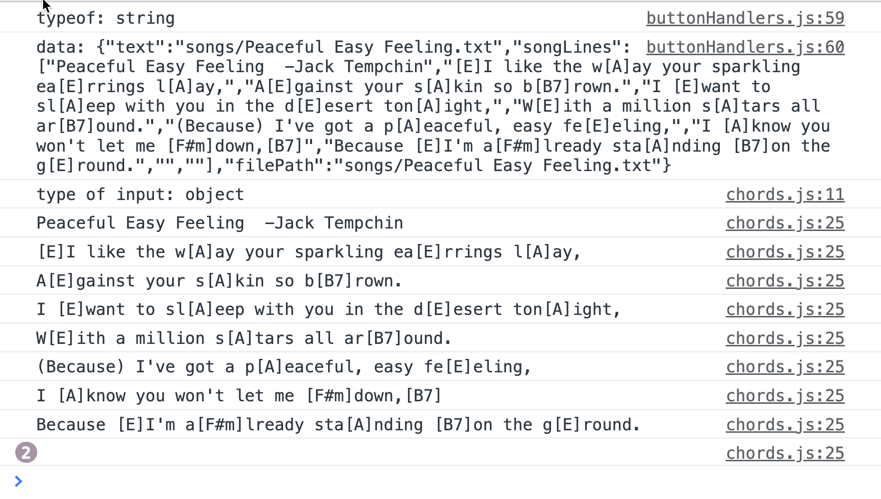 typeof: string buttonHandlers.js:59
data: {"text":"songs/Peaceful Easy Feeling.txt","songLines": buttonHandlers.js:60
["Peaceful Easy Feeling  –Jack Tempchin","[E]I like the w[A]ay your sparkling
ea[E]rrings l[A]ay,","A[E]gainst your s[A]kin so b[B7]rown.","I [E]want to
sl[A]eep with you in the d[E]esert ton[A]ight,","W[E]ith a million s[A]tars all
ar[B7]ound.","(Because) I've got a p[A]eaceful, easy fe[E]eling,","I [A]know you
won't let me [F#m]down,[B7]","Because [E]I'm a[F#m]lready sta[A]nding [B7]on the
g[E]round.","",""],"filePath":"songs/Peaceful Easy Feeling.txt"}
type of input: object chords.js:11
Peaceful Easy Feeling  –Jack Tempchin chords.js:25
[E]I like the w[A]ay your sparkling ea[E]rrings l[A]ay, chords.js:25
A[E]gainst your s[A]kin so b[B7]rown. chords.js:25
I [E]want to sl[A]eep with you in the d[E]esert ton[A]ight, chords.js:25
W[E]ith a million s[A]tars all ar[B7]ound. chords.js:25
(Because) I've got a p[A]eaceful, easy fe[E]eling, chords.js:25
I [A]know you won't let me [F#m]down,[B7] chords.js:25
Because [E]I'm a[F#m]lready sta[A]nding [B7]on the g[E]round. chords.js:25
2 chords.js:25